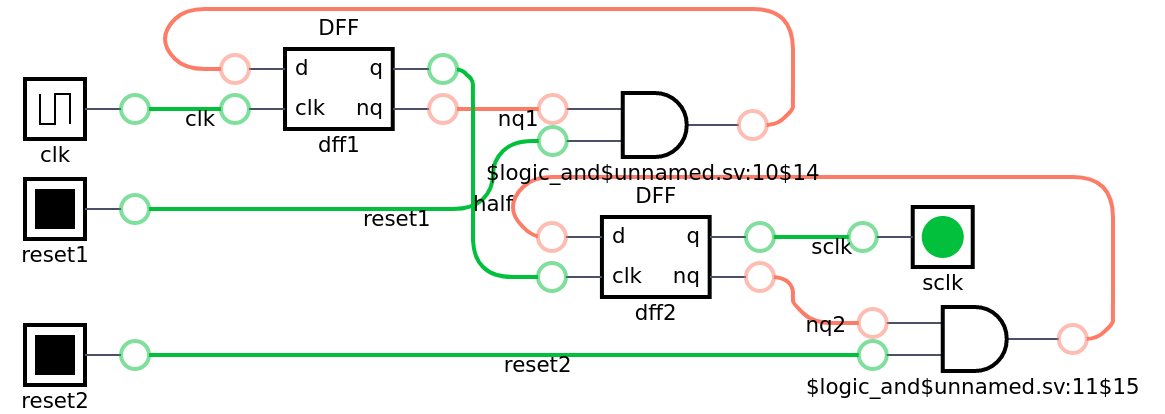 DFF
d
q
clk
nq
clk
nq1
clk
dff1
$logic_and$unnamed.sv:10$14
DFF
half
reset1
d
q
sclk
reset1
clk
nq
sclk
dff2
nq2
reset2
$logic_and$unnamed.sv:11$15
reset2